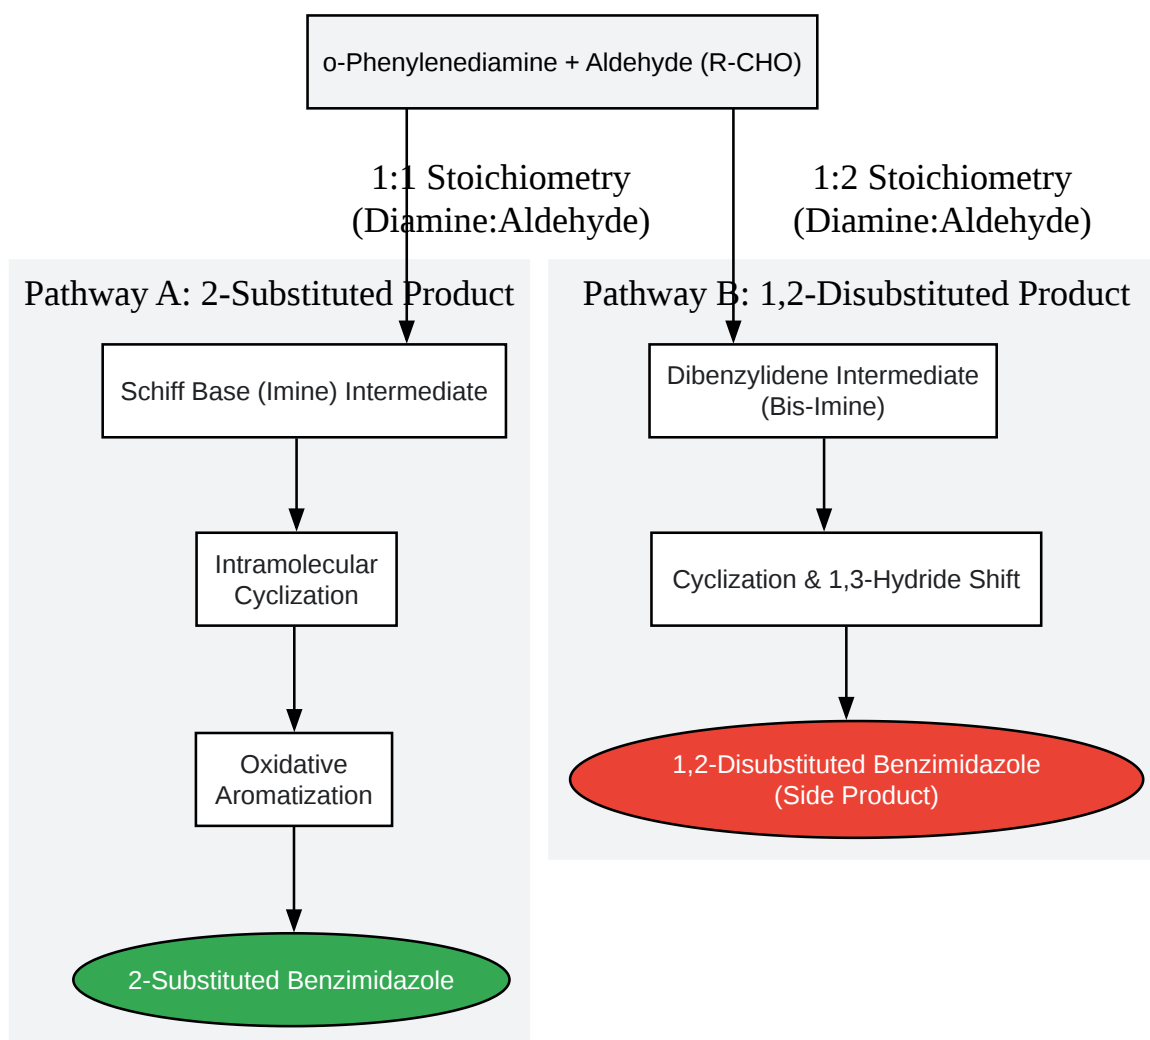 o-Phenylenediamine + Aldehyde (R-CHO)
1:1 Stoichiometry
(Diamine:Aldehyde)
1:2 Stoichiometry
(Diamine:Aldehyde)
Pathway A: 2-Substituted Product
Schiff Base (Imine) Intermediate
Intramolecular
Cyclization
Oxidative
Aromatization
2-Substituted Benzimidazole
Pathway B: 1,2-Disubstituted Product
Dibenzylidene Intermediate
(Bis-Imine)
Cyclization & 1,3-Hydride Shift
1,2-Disubstituted Benzimidazole
(Side Product)